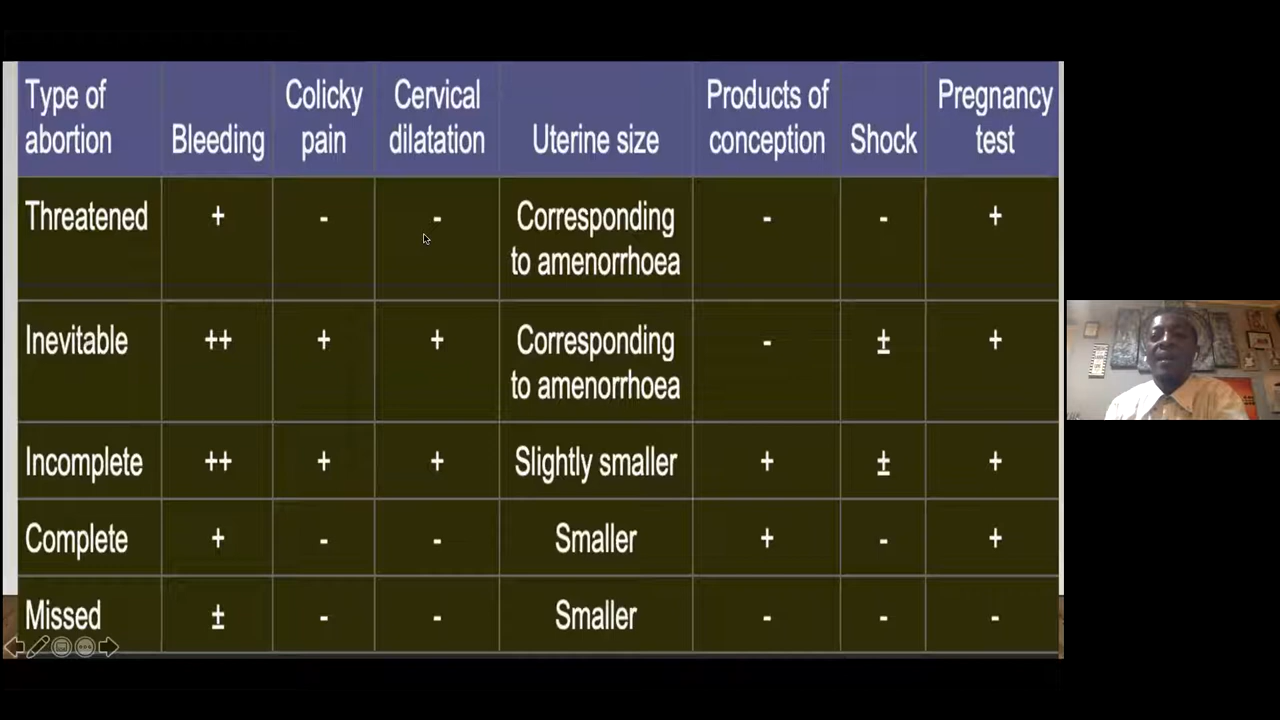 Type of abortion Bleeding Colicky pain Cervical dilatation Uterine size Products of conception Shock Pregnancy test
Threatened + - - Corresponding to amenorrhoea - - +
Inevitable ++ + + Corresponding to amenorrhoea - ± +
Incomplete ++ + + Slightly smaller + ± +
Complete + - - Smaller + - +
Missed ± - - Smaller - - -